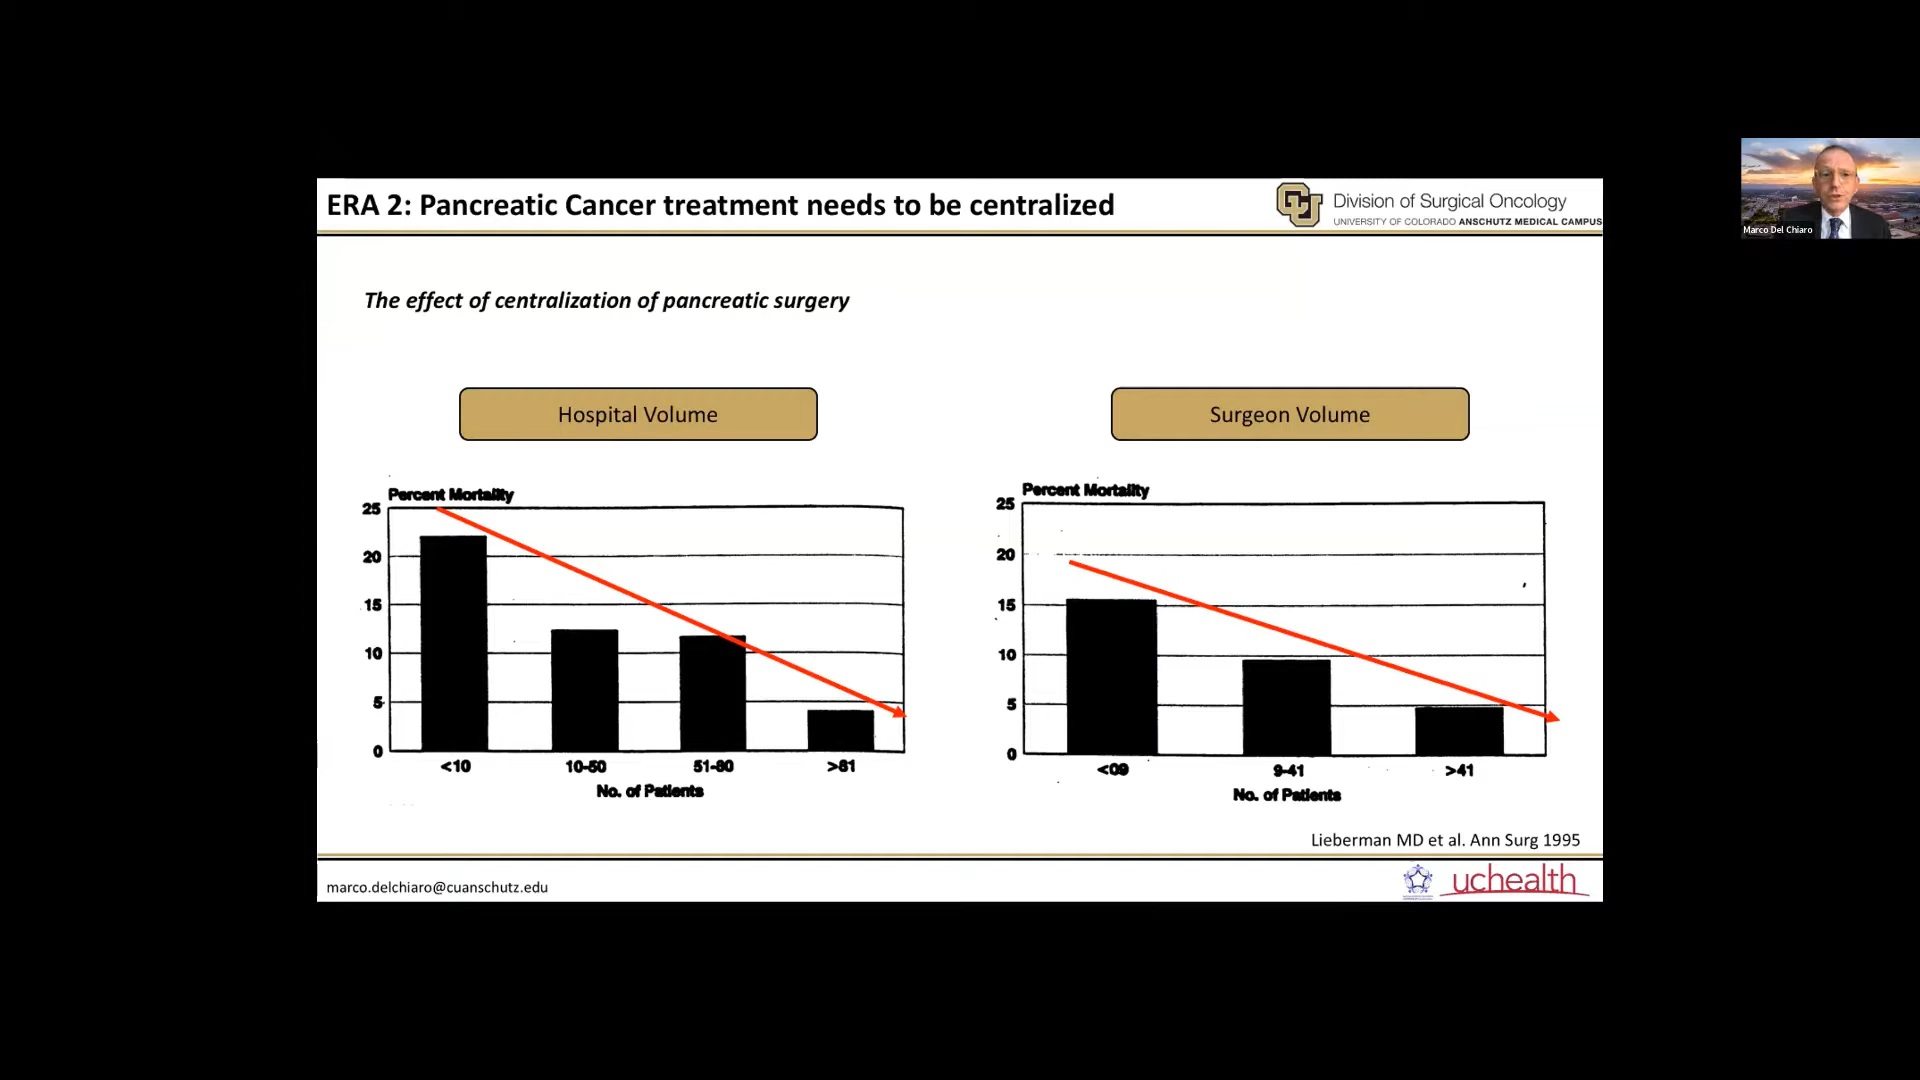 ERA 2: Pancreatic Cancer treatment needs to be centralized
Division of Surgical Oncology
UNIVERSITY OF COLORADO ANSCHUTZ MEDICAL CAMPUS
Marco Del Chiaro
The effect of centralization of pancreatic surgery
Hospital Volume
Surgeon Volume
Percent Mortality
25
20
15
10
5
0
<10
10-50
51-80
>81
No. of Patients
Percent Mortality
25
20
15
10
5
0
<09
9-41
>41
No. of Patients
Lieberman MD et al. Ann Surg 1995
marco.delchiaro@cuanschutz.edu
uchealth